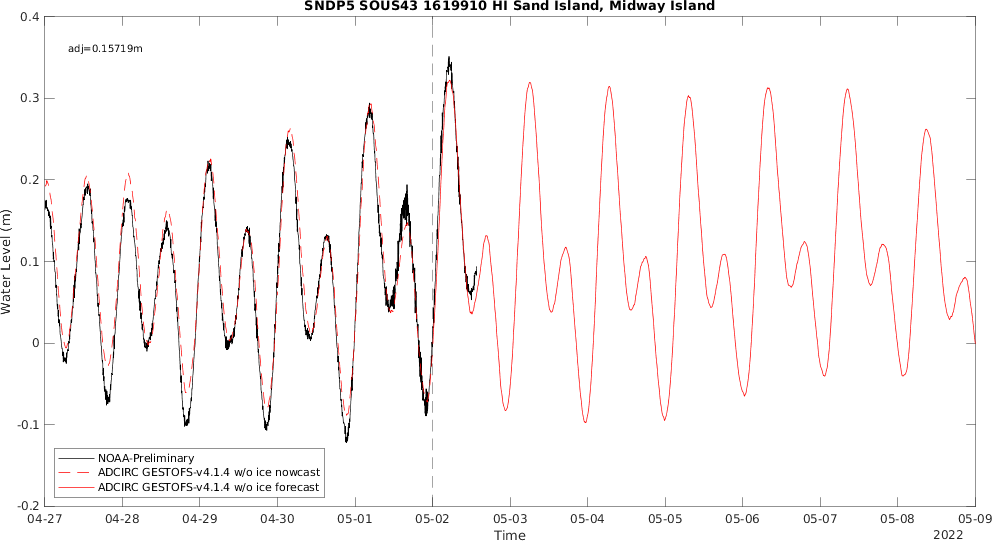 SNDP5 SOUS43 1619910 HI Sand Island, Midway Island
adj=0.15719m
0.4
0.3
0.2
0.1
0
-0.1
-0.2
Water Level (m)
NOAA-Preliminary
ADCIRC GESTOFS-v4.1.4 w/o ice nowcast
ADCIRC GESTOFS-v4.1.4 w/o ice forecast
04-27 04-28 04-29 04-30 05-01 05-02 05-03 05-04 05-05 05-06 05-07 05-08 05-09
Time
2022